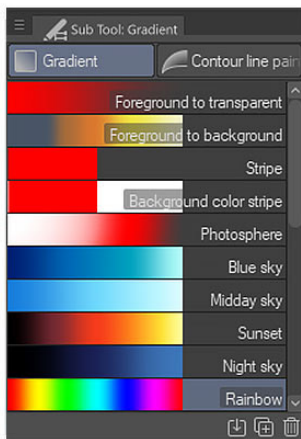 Sub Tool: Gradient
Gradient
Contour line pain
Foreground to transparent
Foreground to background
Stripe
Background color stripe
Photosphere
Blue sky
Midday sky
Sunset
Night sky
Rainbow